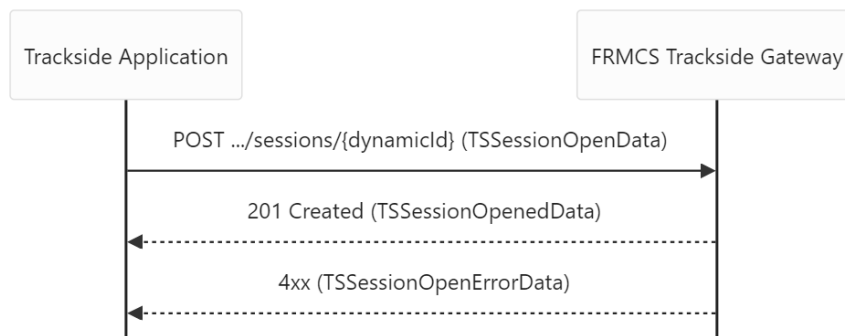 Trackside Application
FRMCS Trackside Gateway
POST .../sessions/{dynamicId} (TSSessionOpenData)
201 Created (TSSessionOpenedData)
4xx (TSSessionOpenErrorData)